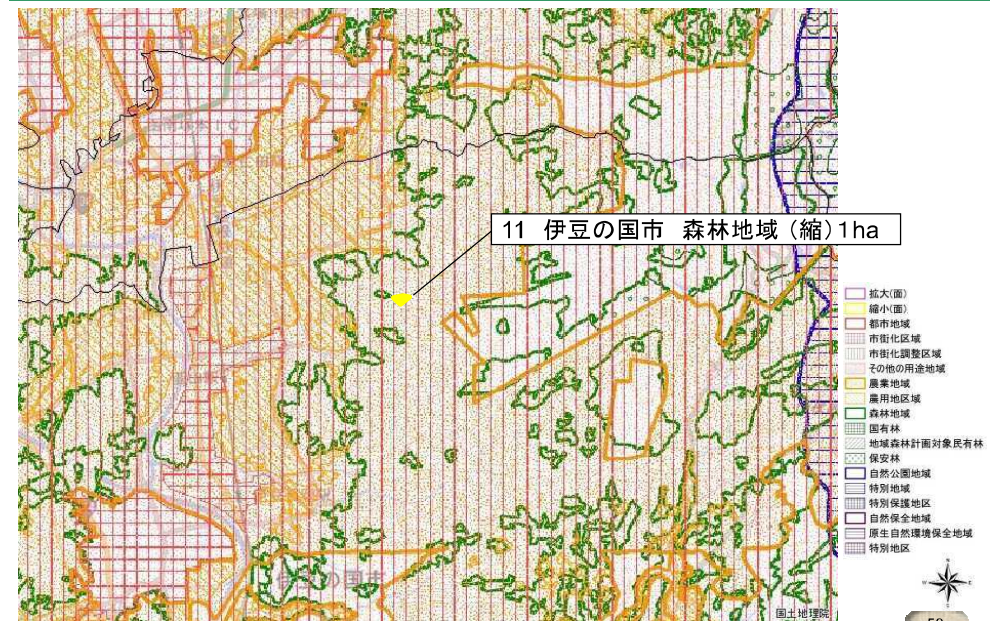 11 伊豆の国市 森林地域 (縮)1ha
拡大(面)
縮小(面)
都市地域
市街化区域
市街化調整区域
その他の用途地域
農業地域
農用地区域
森林地域
国有林
地域森林計画対象民有林
保安林
自然公園地域
特別地域
特別保護地区
自然保全地域
原生自然環境保全地域
特別地区
伊豆の国市
国土地理院